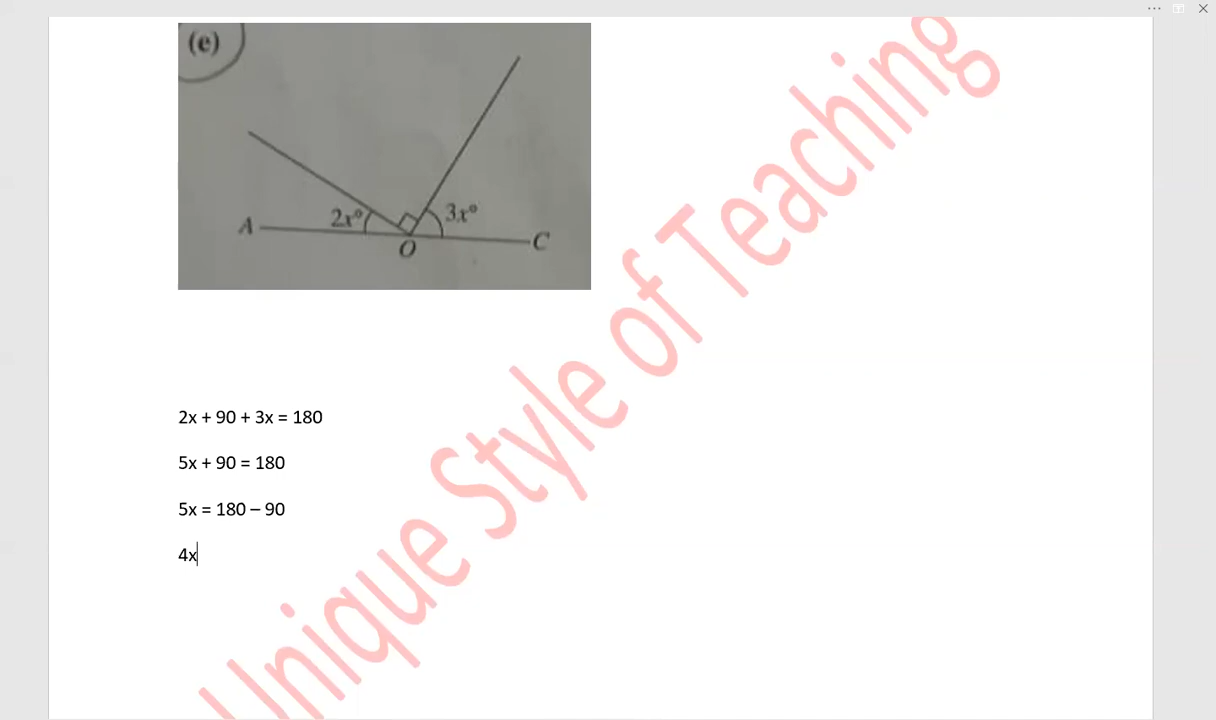 (e)
2x°
3x°
A
O
C
2x + 90 + 3x = 180
5x + 90 = 180
5x = 180 – 90
4x
Unique Style of Teaching